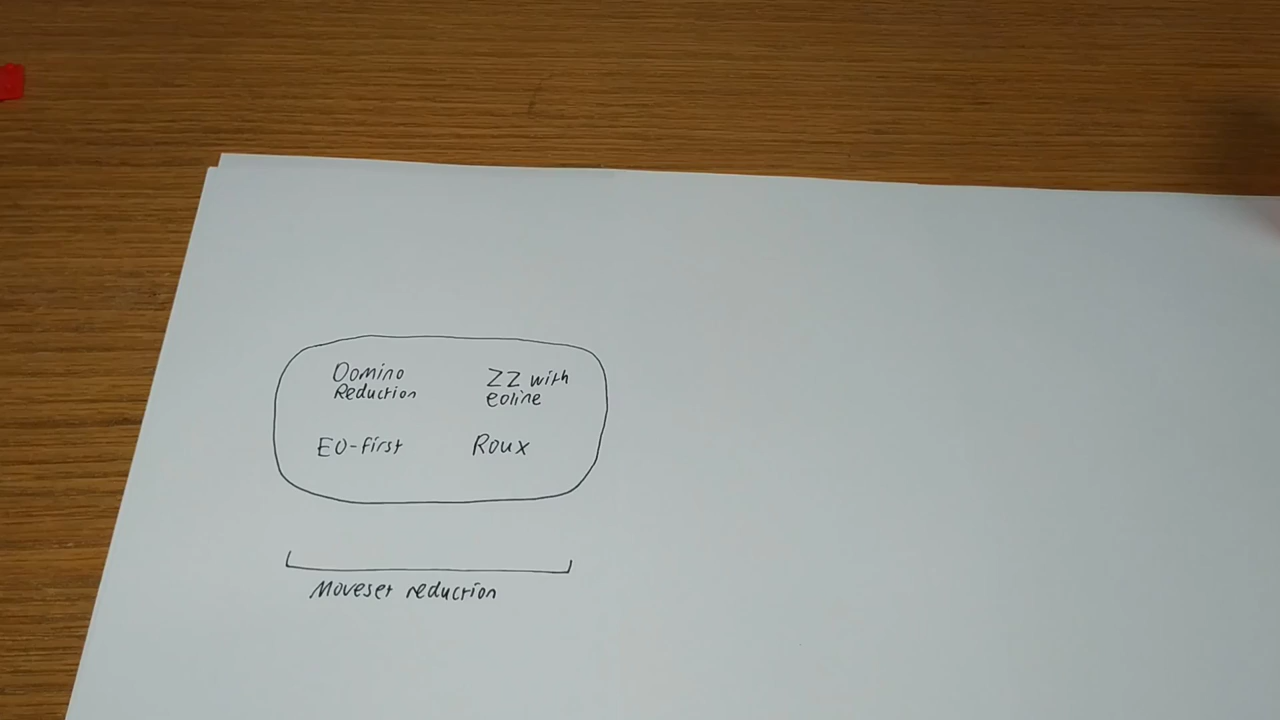 Domino
Reduction
ZZ with
eoline
EO-first
Roux
Moveset reduction